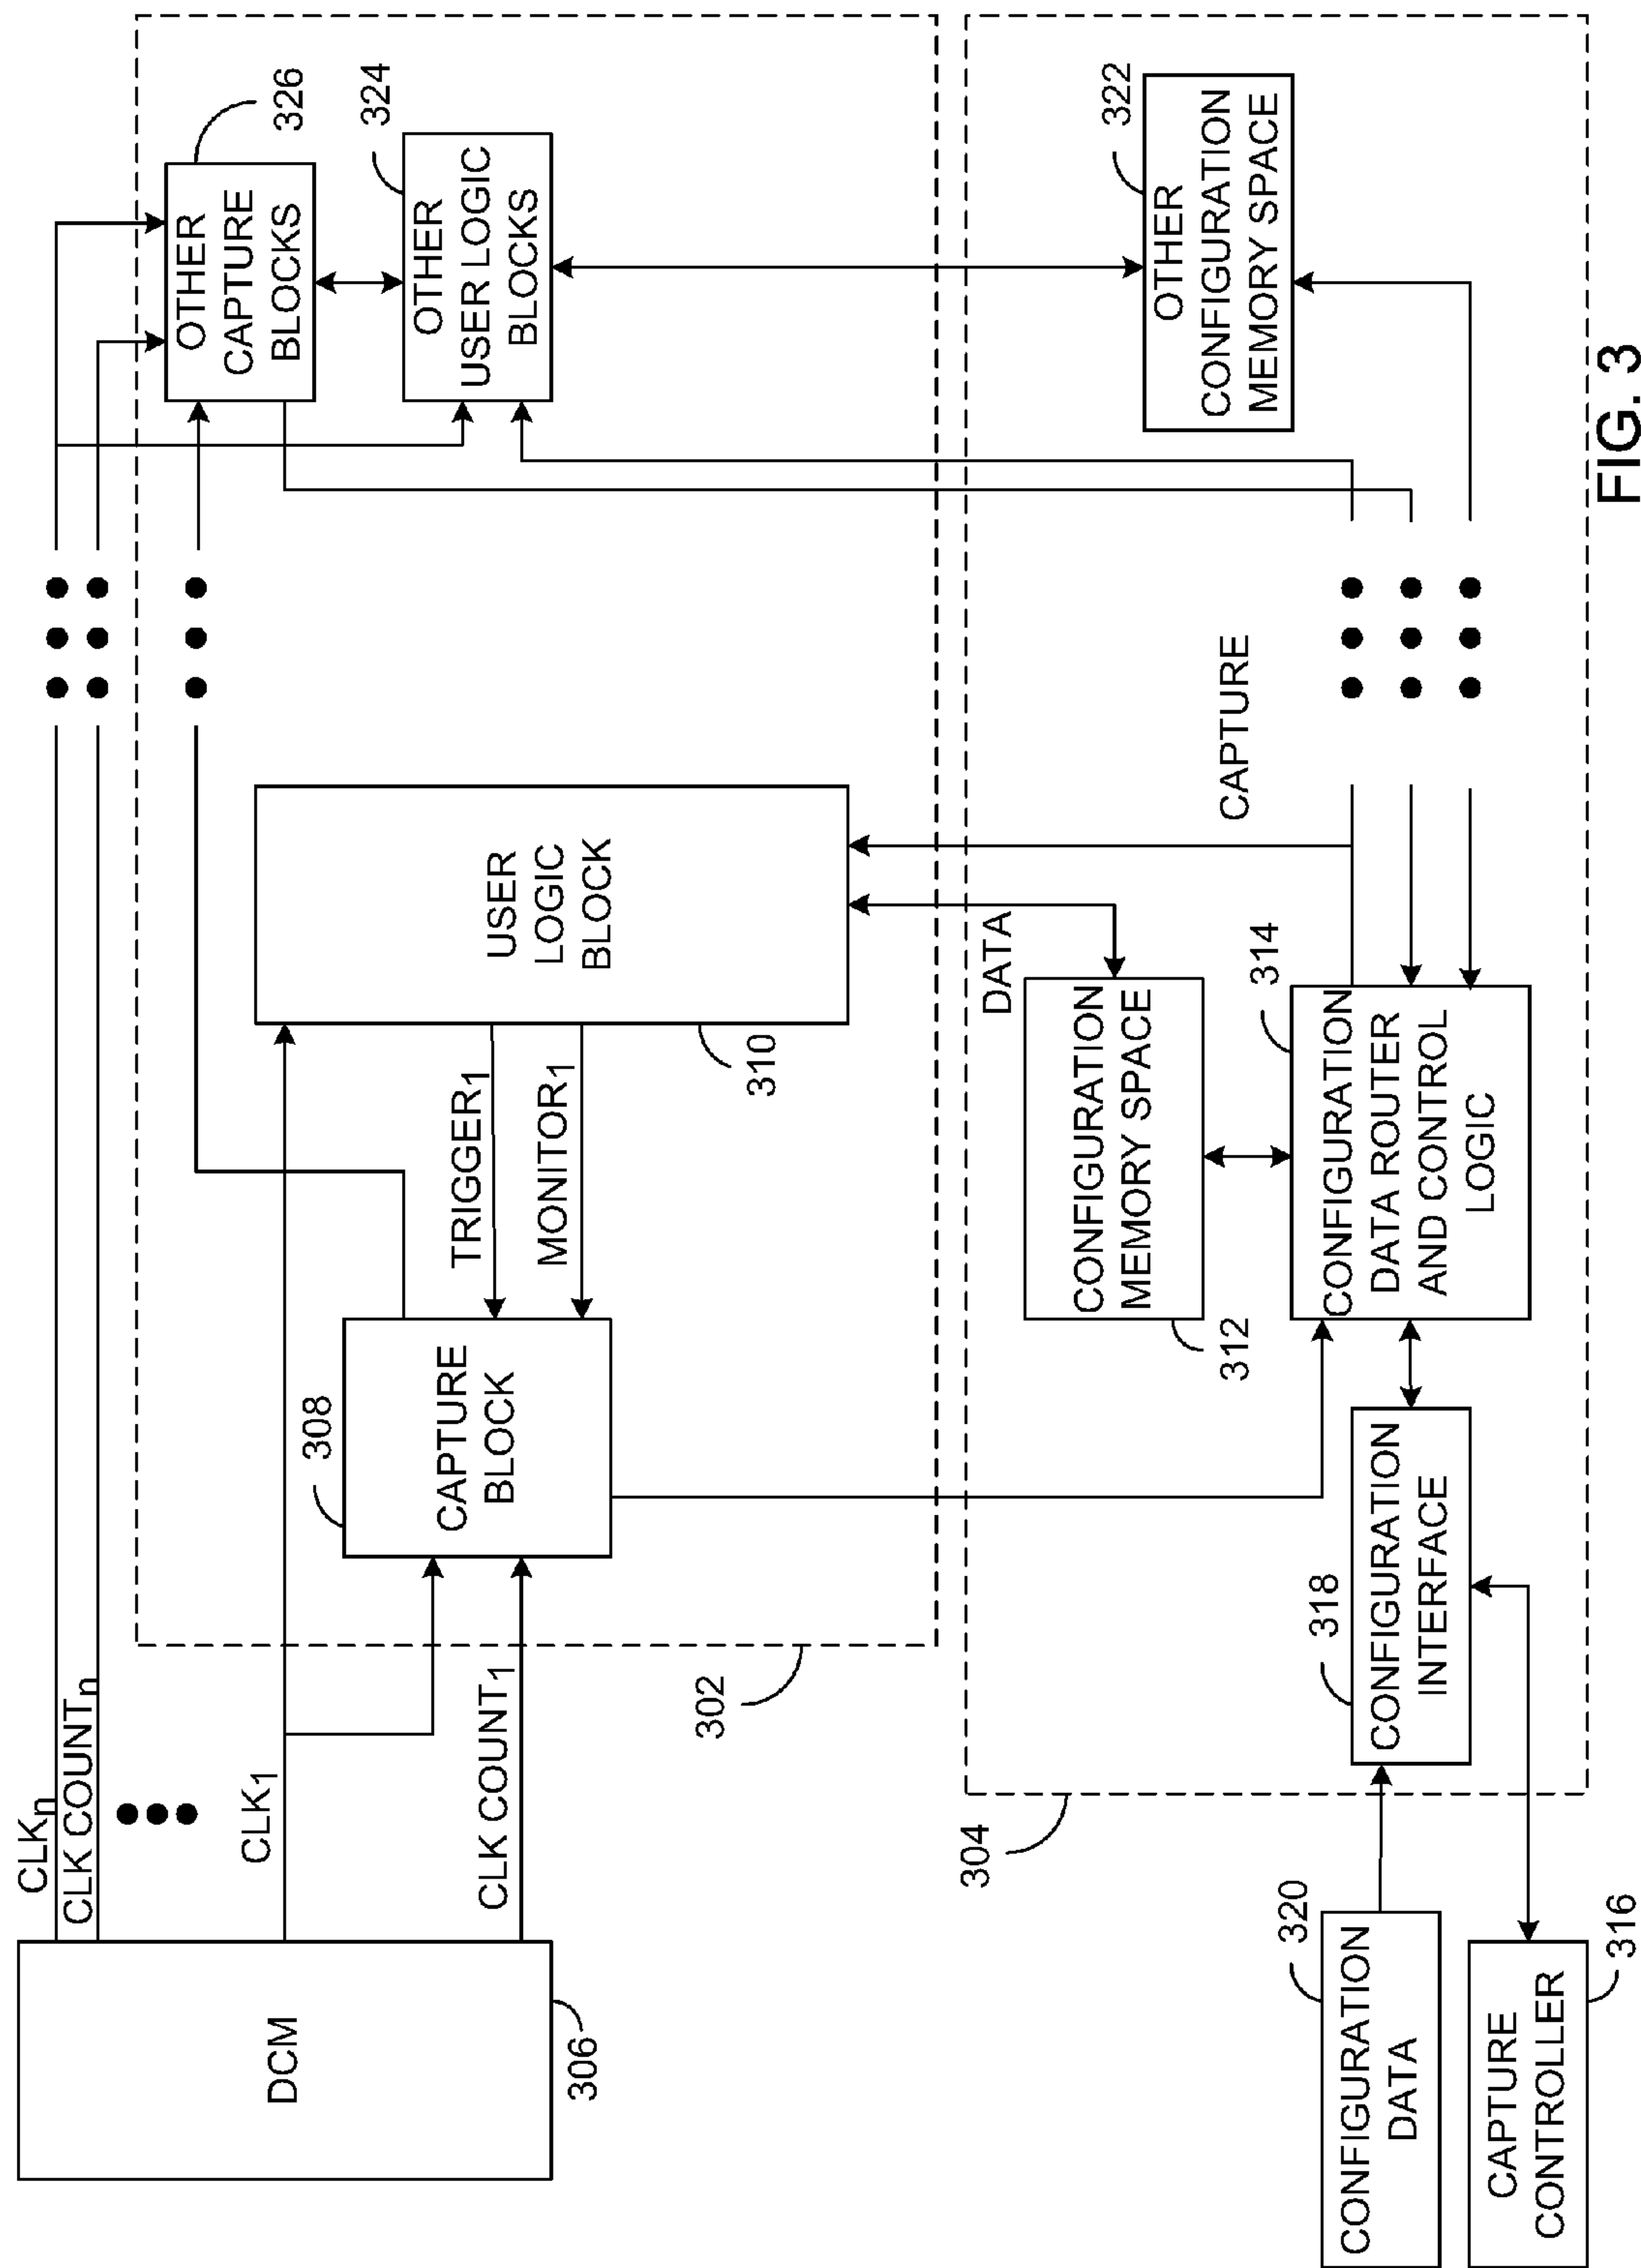 CLKn
CLK COUNTn
CLK1
CLK COUNT1
DCM
306
302
308
CAPTURE
BLOCK
TRIGGER1
MONITOR1
USER
LOGIC
BLOCK
310
OTHER
CAPTURE
BLOCKS
326
OTHER
USER LOGIC
BLOCKS
324
304
320
CONFIGURATION
DATA
CAPTURE
CONTROLLER
316
318
CONFIGURATION
INTERFACE
DATA
CONFIGURATION
MEMORY SPACE
312
314
CONFIGURATION
DATA ROUTER
AND CONTROL
LOGIC
CAPTURE
OTHER
CONFIGURATION
MEMORY SPACE
322
FIG. 3